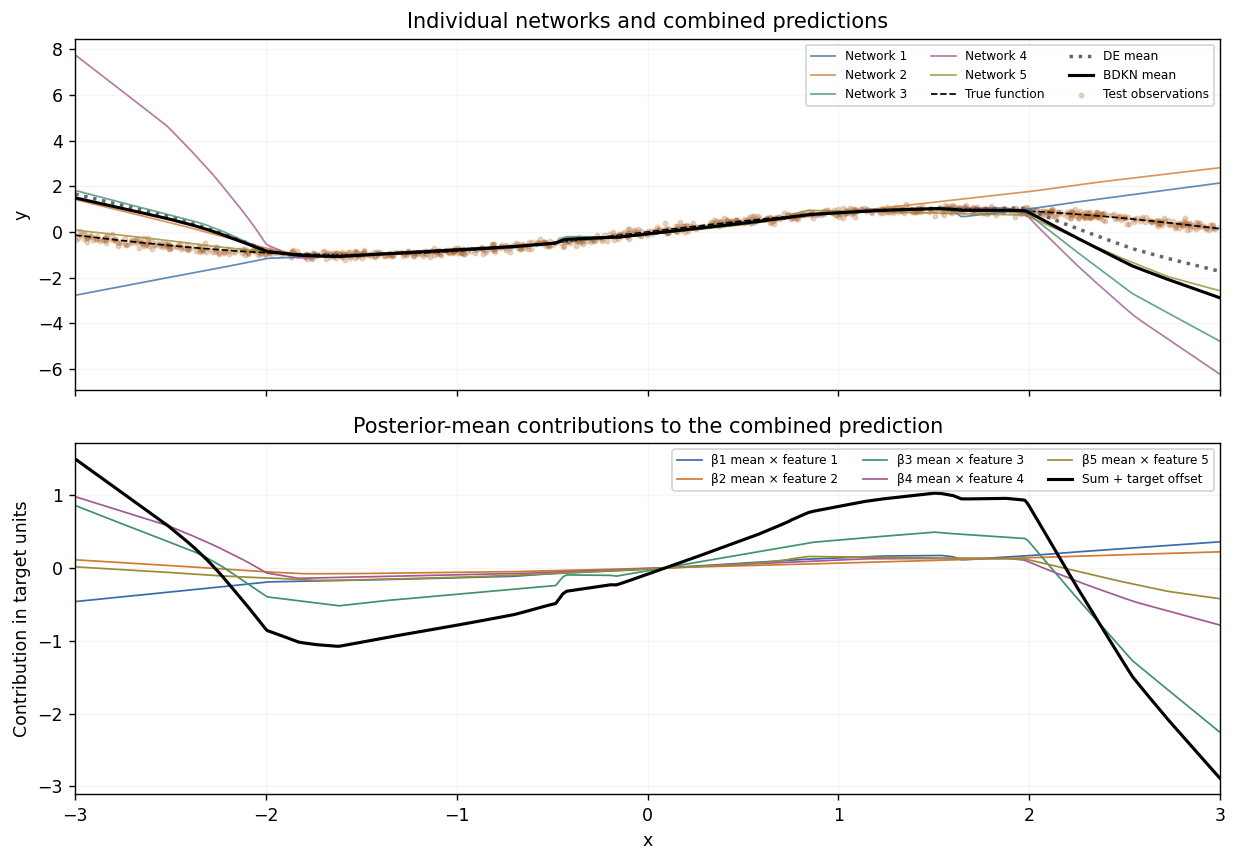 Individual networks and combined predictions
8
6
4
2
0
−2
−4
−6
y
Network 1
Network 2
Network 3
Network 4
Network 5
True function
DE mean
BDKN mean
Test observations
Posterior-mean contributions to the combined prediction
1
0
−1
−2
−3
Contribution in target units
β1 mean × feature 1
β2 mean × feature 2
β3 mean × feature 3
β4 mean × feature 4
β5 mean × feature 5
Sum + target offset
−3 −2 −1 0 1 2 3
x